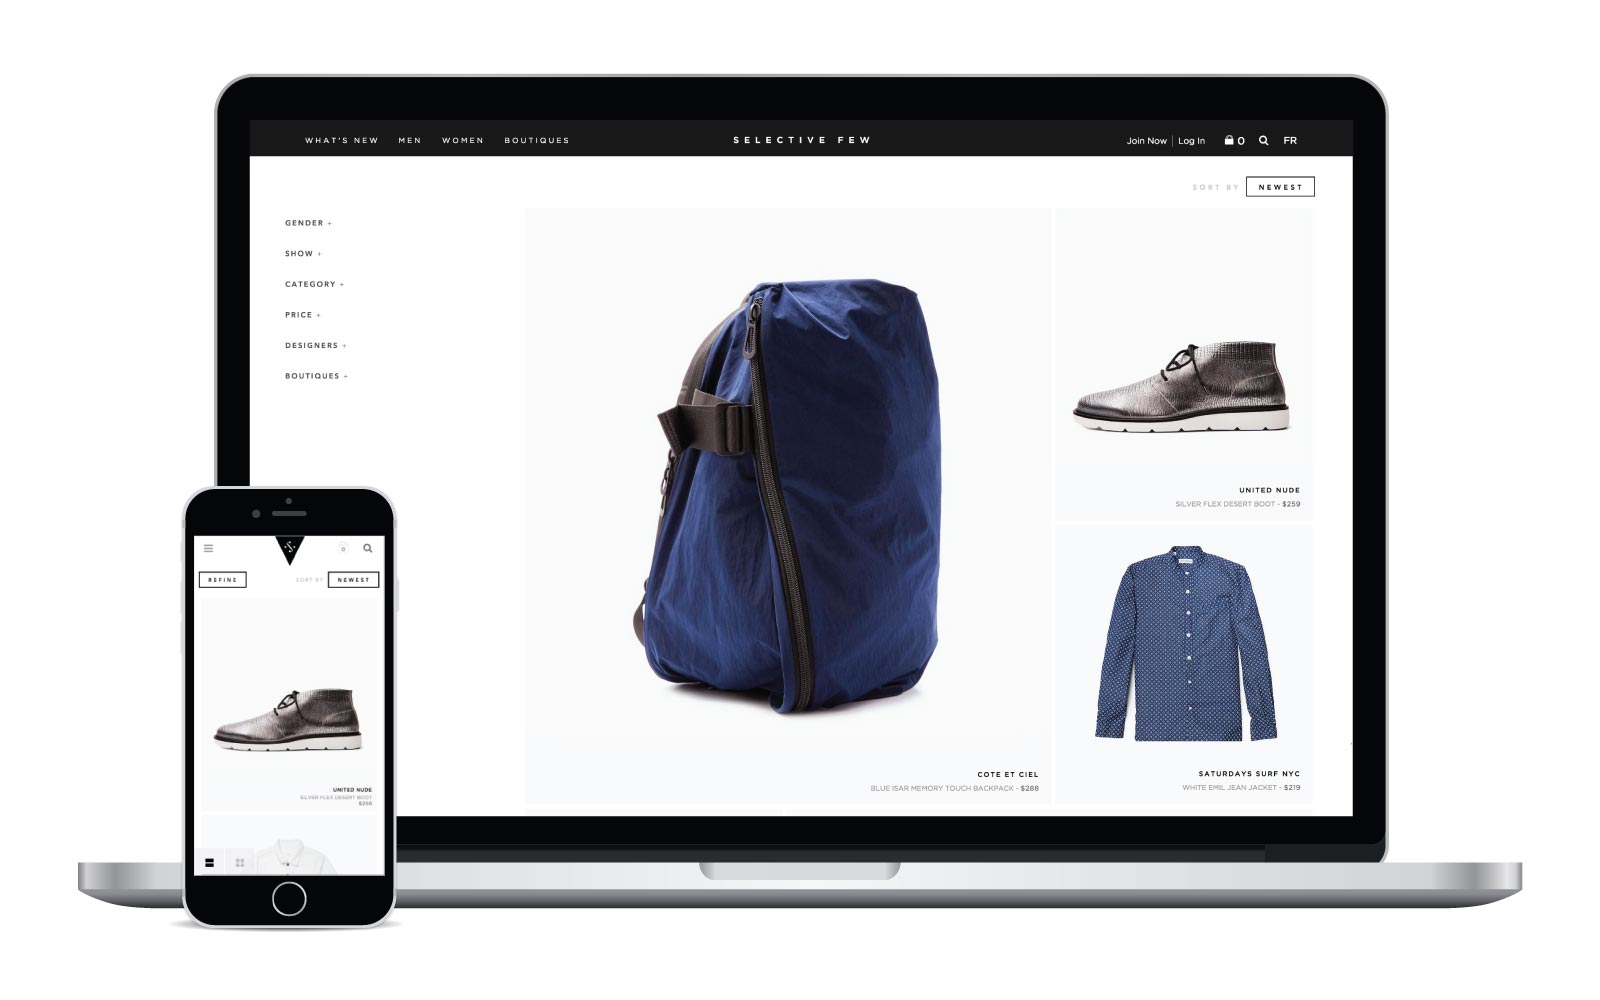 WHAT'S NEW MEN WOMEN BOUTIQUES SELECTIVE FEW Join Now | Log In 0 FR
SORT BY NEWEST
GENDER +
SHOW +
CATEGORY +
PRICE +
DESIGNERS +
BOUTIQUES +
UNITED NUDE
SILVER FLEX DESERT BOOT - $259
COTE ET CIEL
BLUE ISAR MEMORY TOUCH BACKPACK - $288
SATURDAYS SURF NYC
WHITE EMIL JEAN JACKET - $219
0
REFINE SORT BY NEWEST
UNITED NUDE
SILVER FLEX DESERT BOOT
$259